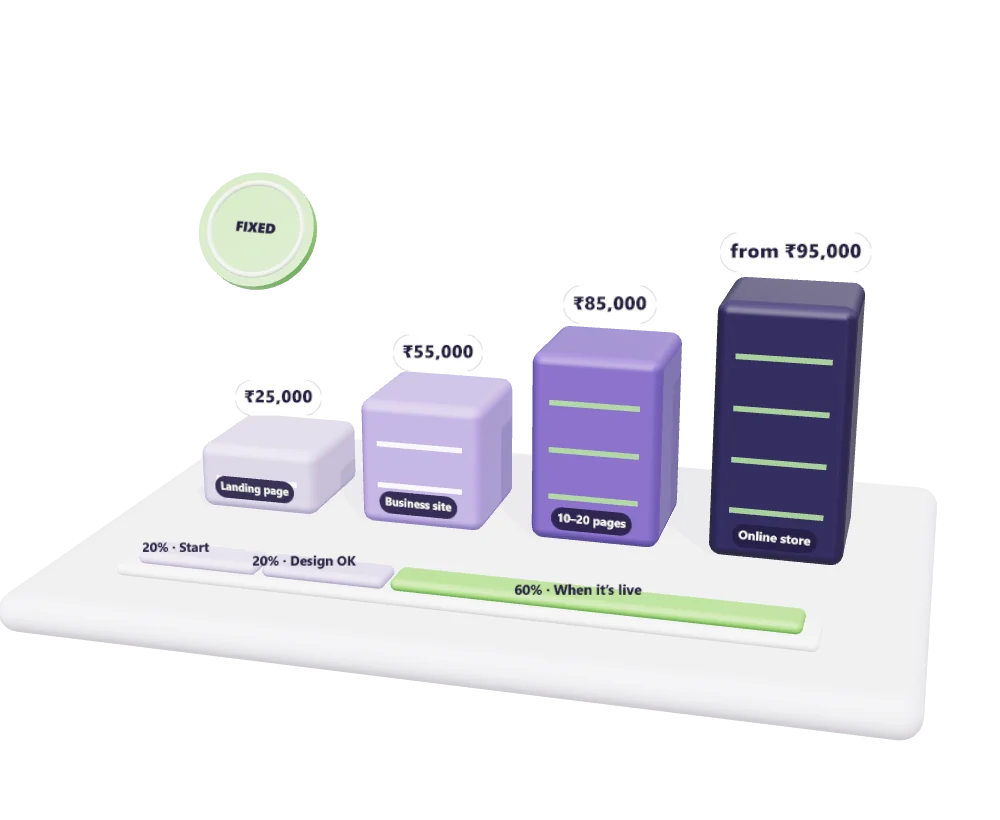 FIXED
from ₹95,000
₹85,000
₹55,000
₹25,000
Landing page
Business site
10–20 pages
Online store
20% · Start
20% · Design OK
60% · When it's live